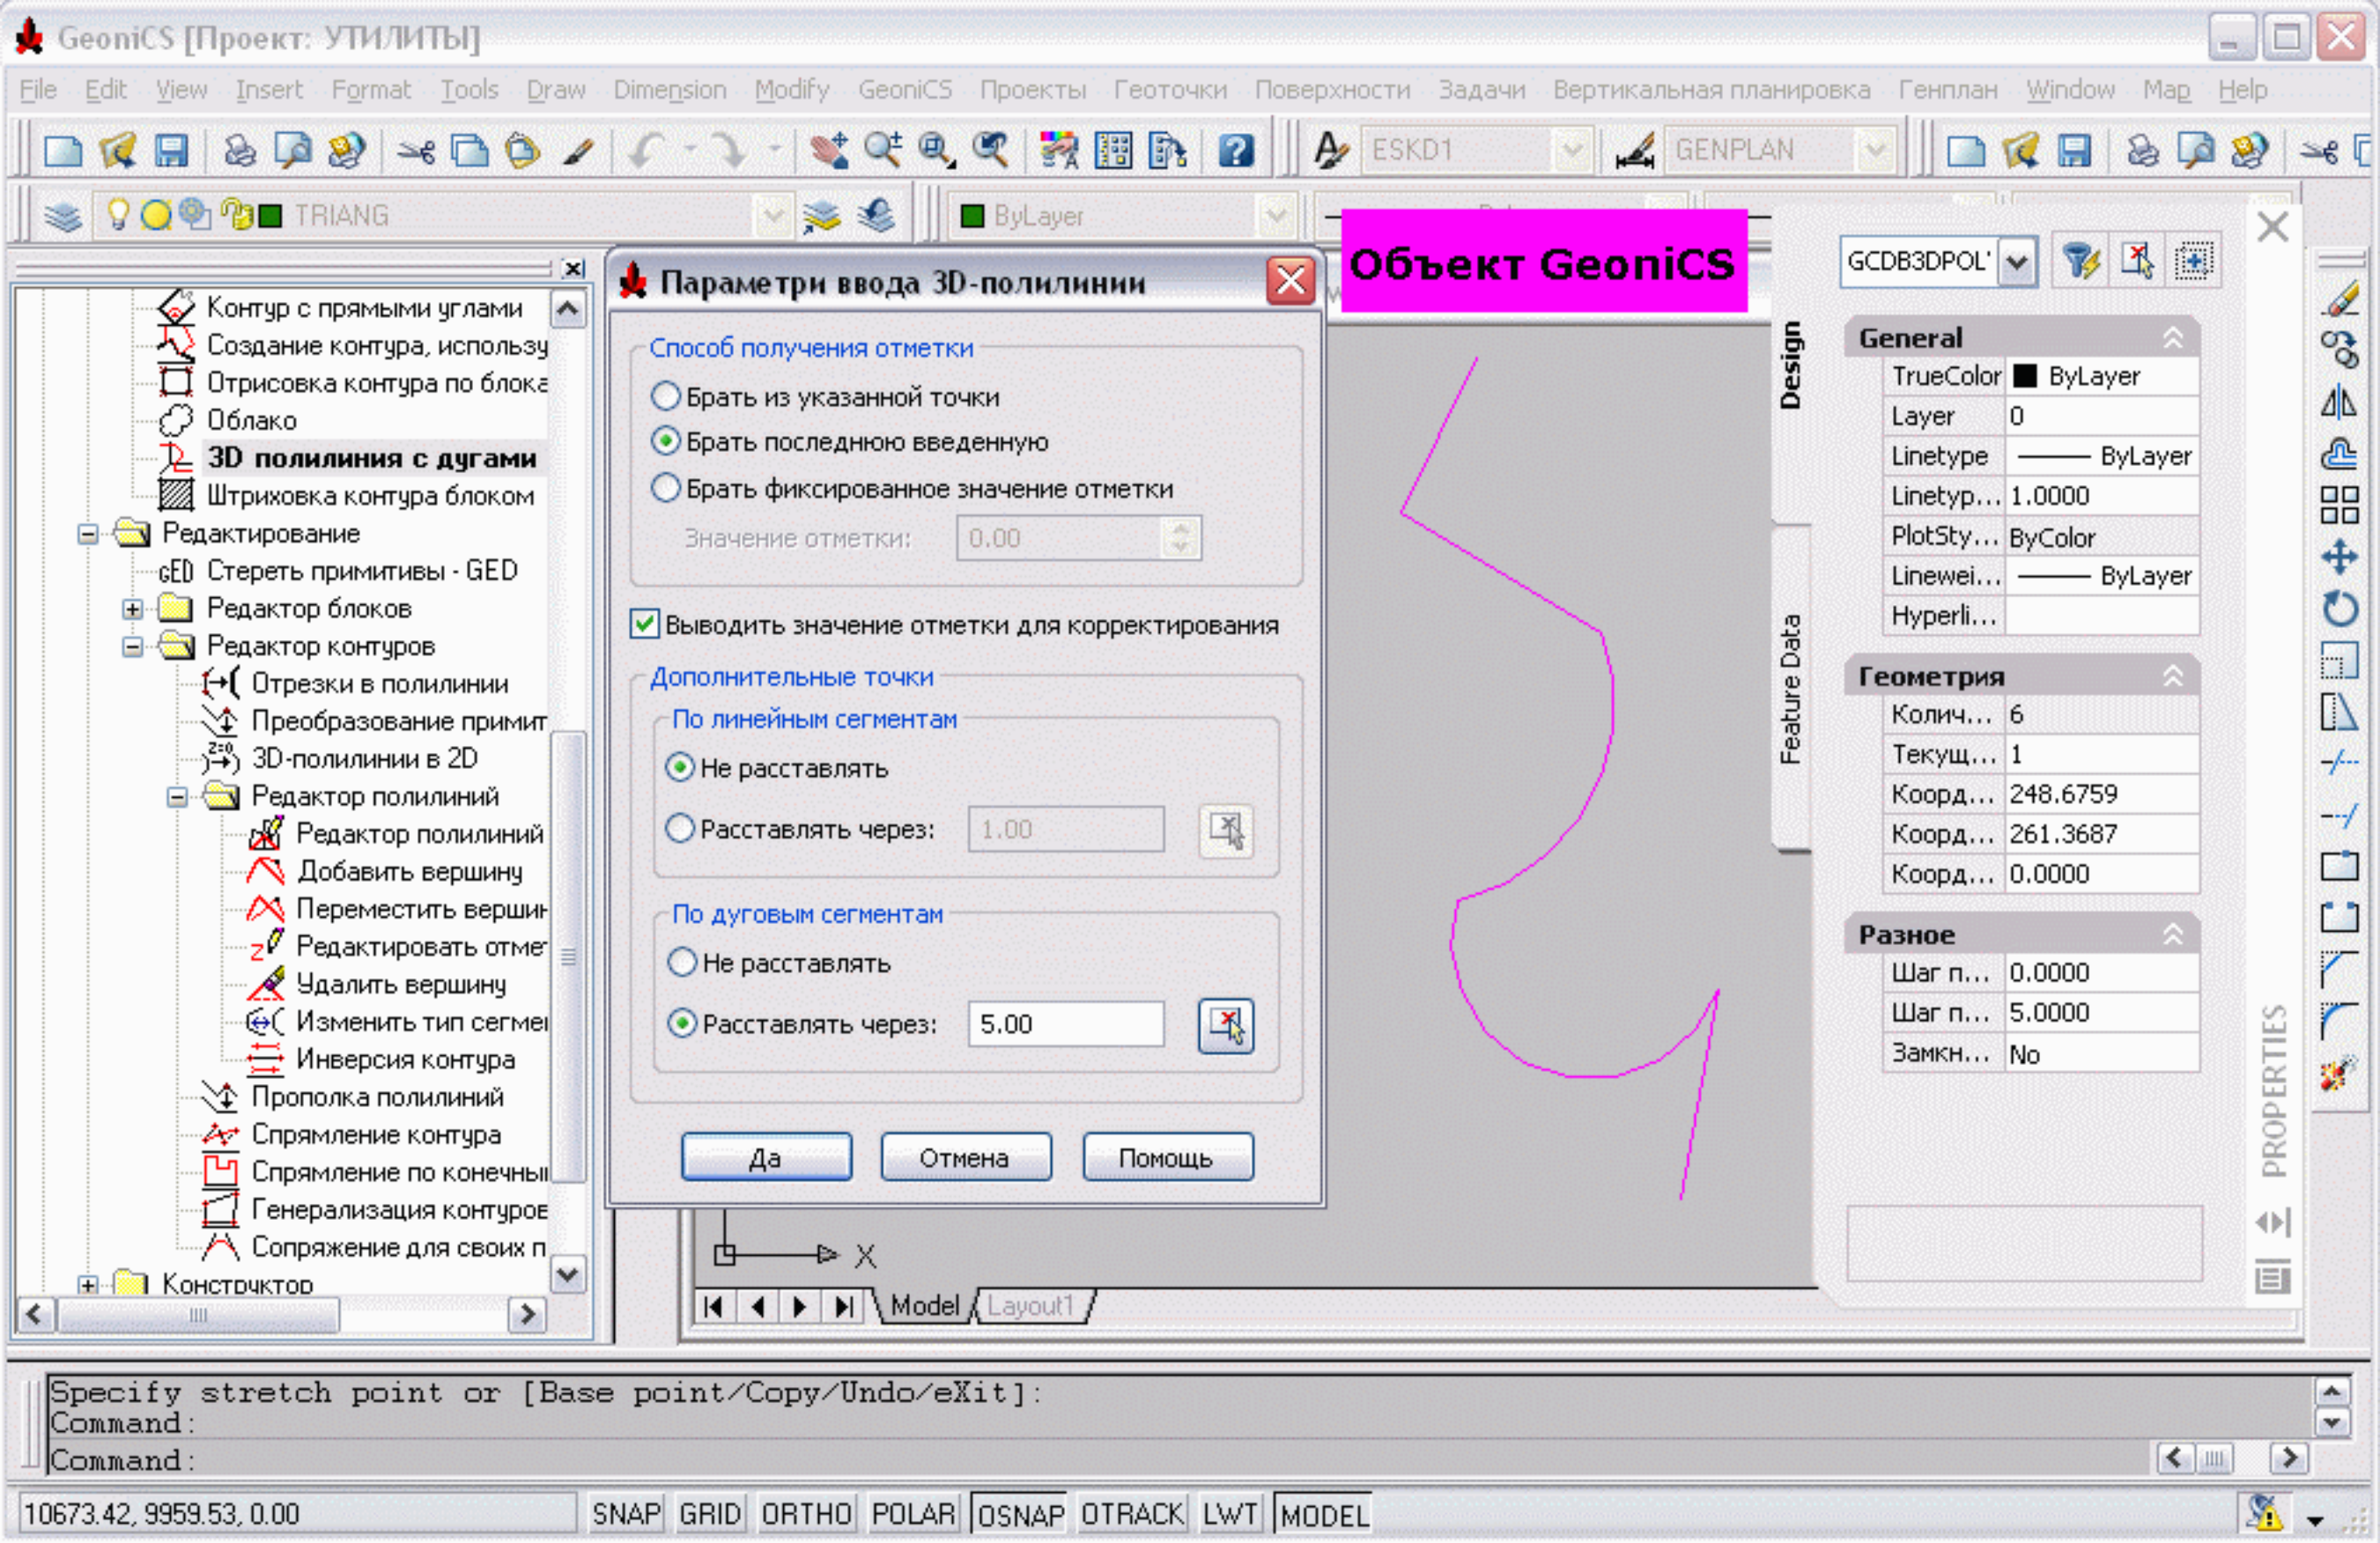 GeoniCS [Проект: УТИЛИТЫ]
File Edit View Insert Format Tools Draw Dimension Modify GeoniCS Проекты Геоточки Поверхности Задачи Вертикальная планировка Генплан Window Map Help
ESKD1 GENPLAN
TRIANG ByLayer
Объект GeoniCS
Контур с прямыми углами
Создание контура, использу
Отрисовка контура по блока
Облако
3D полилиния с дугами
Штриховка контура блоком
Редактирование
GED Стереть примитивы - GED
Редактор блоков
Редактор контуров
Отрезки в полилинии
Преобразование примит
Z=0 3D-полилинии в 2D
Редактор полилиний
Редактор полилиний
Добавить вершину
Переместить верши
Редактировать отме
Удалить вершину
Изменить тип сегме
Инверсия контура
Прополка полилиний
Спрямление контура
Спрямление по конечны
Генерализация контуров
Сопряжение для своих п
Конструктор
Параметри ввода 3D-полилинии
Способ получения отметки
Брать из указанной точки
Брать последнюю введенную
Брать фиксированное значение отметки
Значение отметки: 0.00
Выводить значение отметки для корректирования
Дополнительные точки
По линейным сегментам
Не расставлять
Расставлять через: 1.00
По дуговым сегментам
Не расставлять
Расставлять через: 5.00
Да Отмена Помощь
X
Model Layout1
Design
Feature Data
GCDB3DPOL'
General
TrueColor ByLayer
Layer 0
Linetype ByLayer
Linetyp... 1.0000
PlotSty... ByColor
Linewei... ByLayer
Hyperli...
Геометрия
Колич... 6
Текущ... 1
Коорд... 248.6759
Коорд... 261.3687
Коорд... 0.0000
Разное
Шаг п... 0.0000
Шаг п... 5.0000
Замкн... No
PROPERTIES
Specify stretch point or [Base point/Copy/Undo/eXit]:
Command:
Command:
10673.42, 9959.53, 0.00 SNAP GRID ORTHO POLAR OSNAP OTRACK LWT MODEL